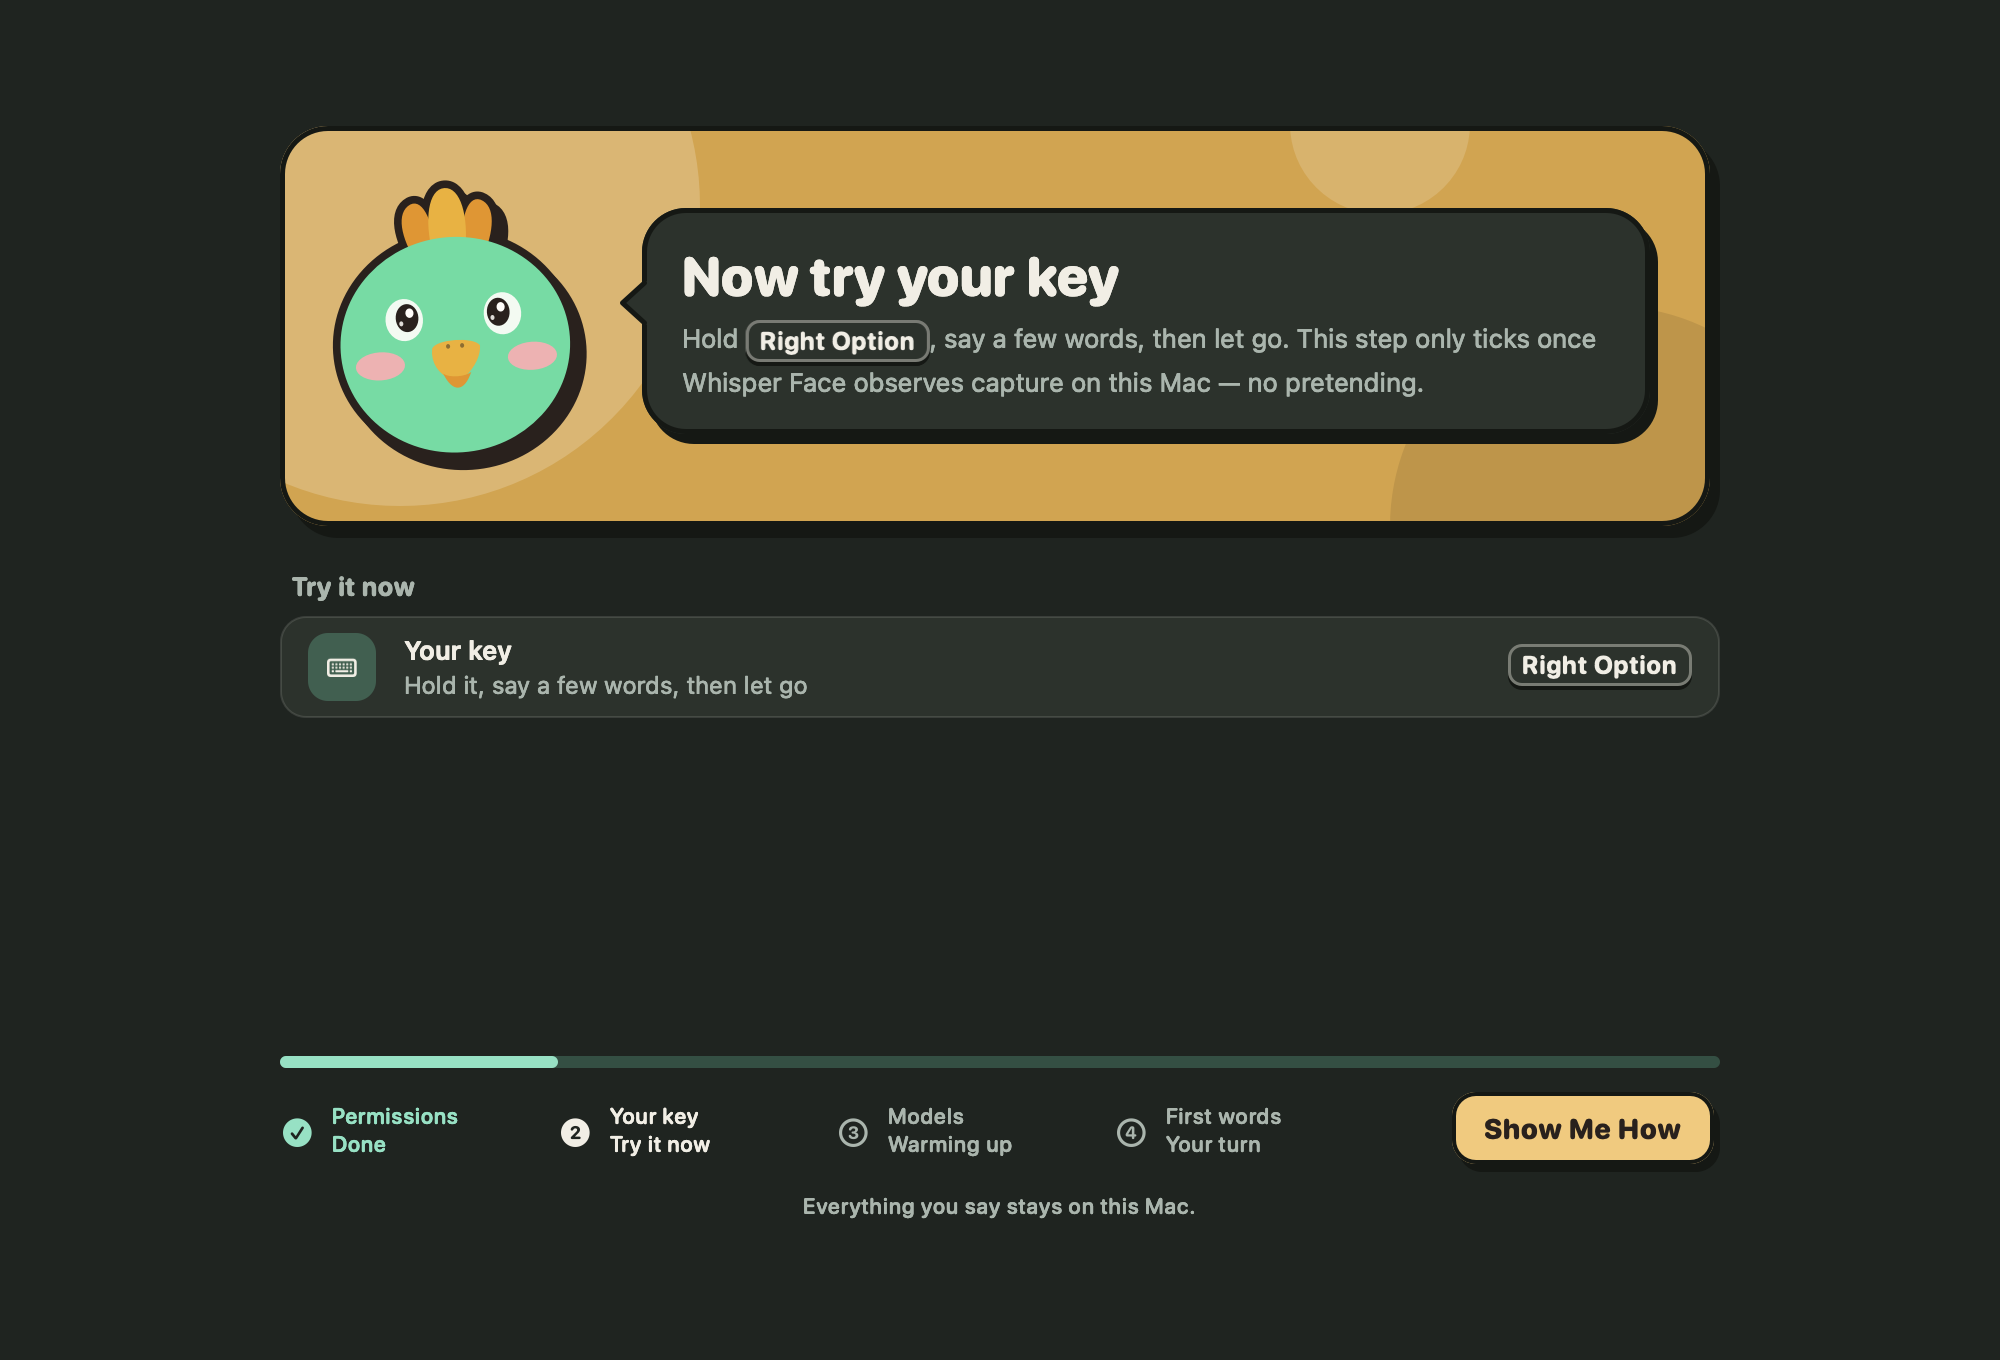 Now try your key
Hold Right Option, say a few words, then let go. This step only ticks once
Whisper Face observes capture on this Mac — no pretending.
Try it now
Your key
Hold it, say a few words, then let go
Right Option
Permissions
Done
2
Your key
Try it now
3
Models
Warming up
4
First words
Your turn
Show Me How
Everything you say stays on this Mac.